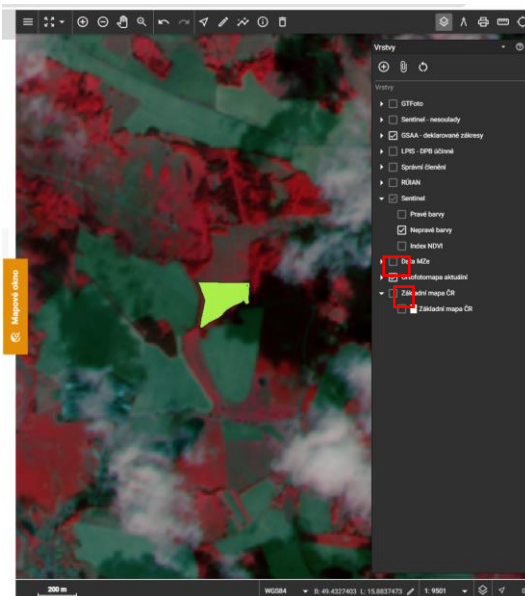 Vrstvy
Vrstvy
GTFoto
Sentinel - nesoulady
GSAA - deklarované zákresy
LPIS - DPB účinné
Správní členění
RÚIAN
Sentinel
Pravé barvy
Nepravé barvy
Index NDVI
Data MZe
Ortofotomapa aktuální
Základní mapa ČR
Základní mapa ČR
Mapové okno
200 m
WGS84 B: 49.4327403 L: 15.8837473 1: 9501